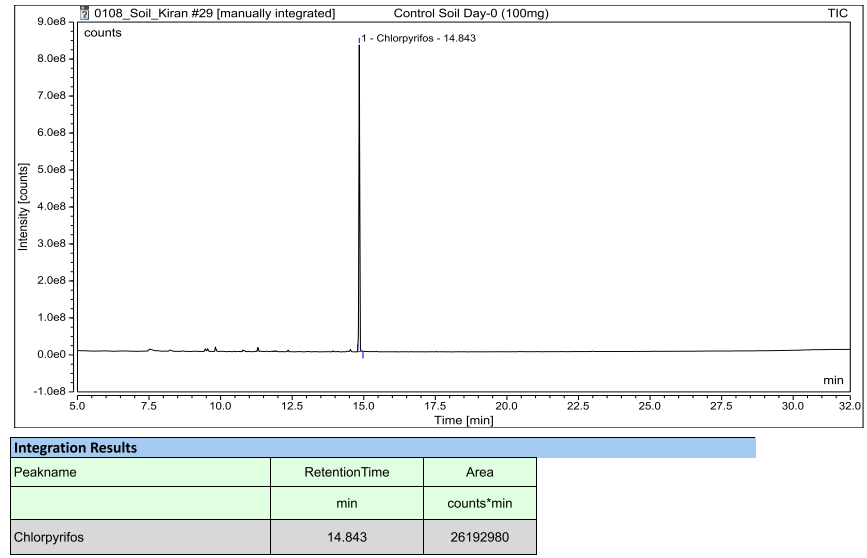 0108_Soil_Kiran #29 [manually integrated] Control Soil Day-0 (100mg) TIC
counts
1 - Chlorpyrifos - 14.843
9.0e8
8.0e8
7.0e8
6.0e8
5.0e8
4.0e8
3.0e8
2.0e8
1.0e8
0.0e0
-1.0e8
Intensity [counts]
min
5.0 7.5 10.0 12.5 15.0 17.5 20.0 22.5 25.0 27.5 30.0 32.0
Time [min]
Integration Results
Peakname RetentionTime Area
min counts*min
Chlorpyrifos 14.843 26192980